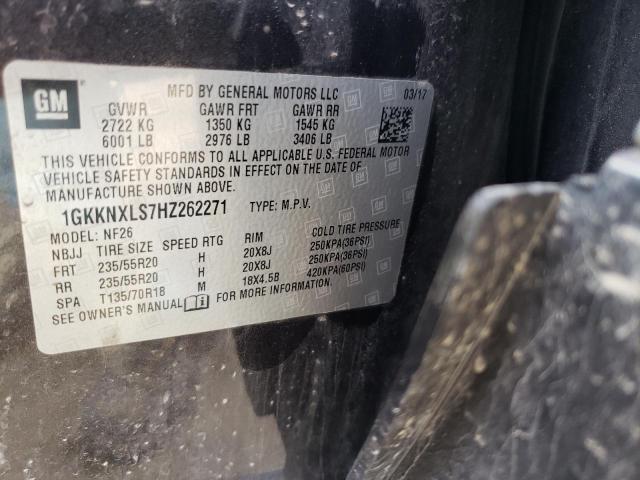 GM
MFD BY GENERAL MOTORS LLC 03/17
GVWR GAWR FRT GAWR RR
2722 KG 1350 KG 1545 KG
6001 LB 2976 LB 3406 LB
THIS VEHICLE CONFORMS TO ALL APPLICABLE U.S. FEDERAL MOTOR
VEHICLE SAFETY STANDARDS IN EFFECT ON THE DATE OF
MANUFACTURE SHOWN ABOVE.
1GKKNXLS7HZ262271 TYPE: M.P.V.
MODEL: NF26
NBJJ TIRE SIZE SPEED RTG RIM COLD TIRE PRESSURE
FRT 235/55R20 H 20X8J 250KPA(36PSI)
RR 235/55R20 H 20X8J 250KPA(36PSI)
SPA T135/70R18 M 18X4.5B 420KPA(60PSI)
SEE OWNER'S MANUAL FOR MORE INFORMATION.